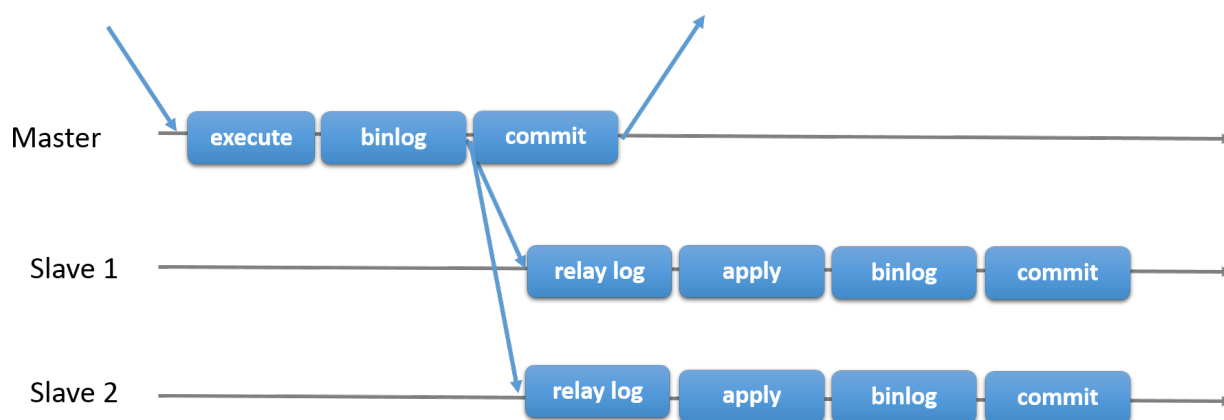 Master execute binlog commit
Slave 1 relay log apply binlog commit
Slave 2 relay log apply binlog commit